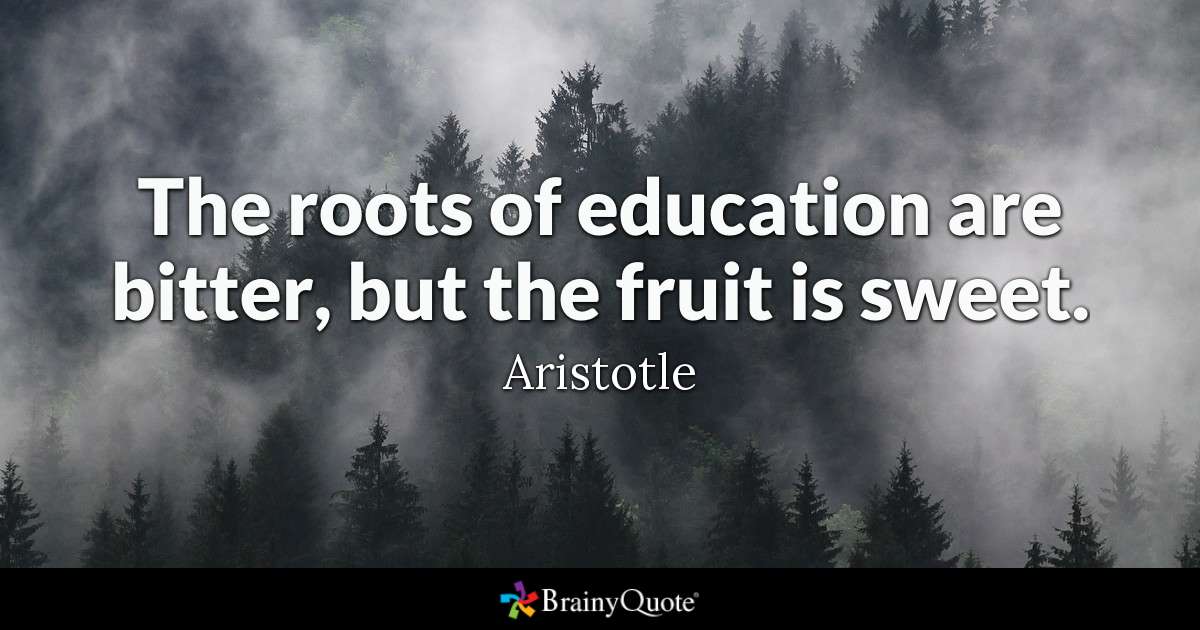 The roots of education are
bitter, but the fruit is sweet.
Aristotle
BrainyQuote®